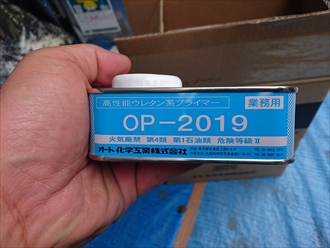 高性能ウレタン系プライマー
業務用
OP-2019
火気厳禁 第4類 第1石油類 危険等級Ⅱ
オート化学工業株式会社